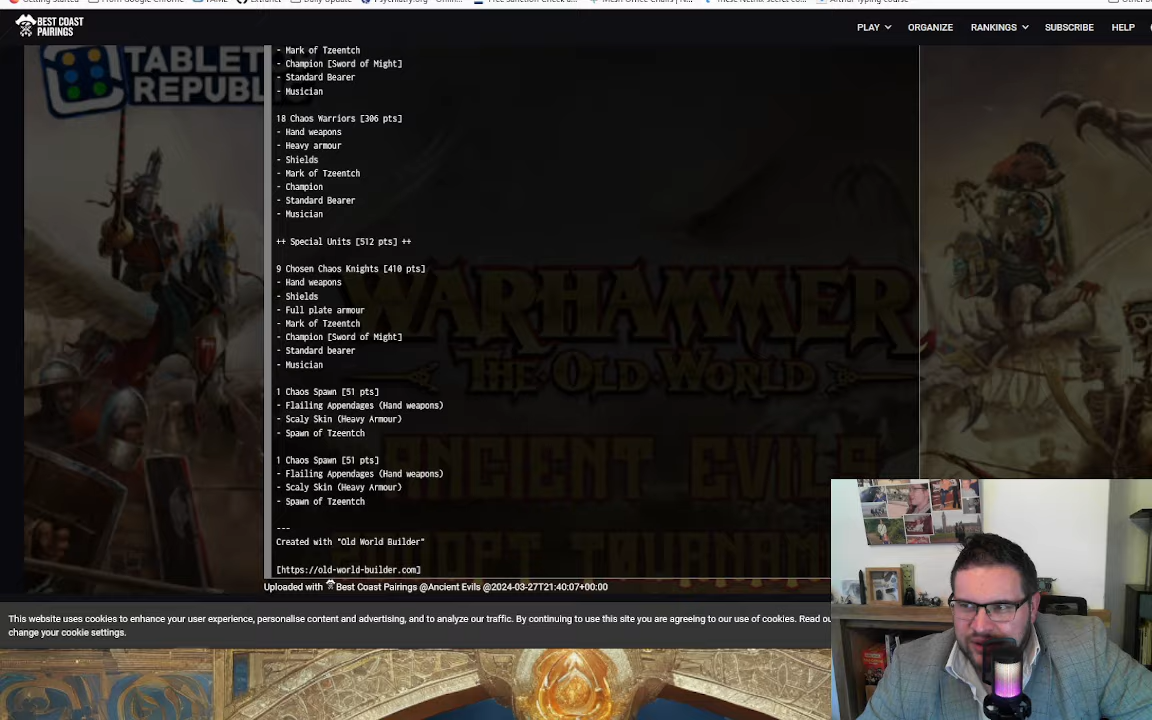 BEST COAST
PAIRINGS
PLAY
ORGANIZE
RANKINGS
SUBSCRIBE
HELP
TABLET
REPUBLIC
- Mark of Tzeentch
- Champion [Sword of Might]
- Standard Bearer
- Musician
18 Chaos Warriors [306 pts]
- Hand weapons
- Heavy armour
- Shields
- Mark of Tzeentch
- Champion
- Standard Bearer
- Musician
++ Special Units [512 pts] ++
9 Chosen Chaos Knights [410 pts]
- Hand weapons
- Shields
- Full plate armour
- Mark of Tzeentch
- Champion [Sword of Might]
- Standard bearer
- Musician
1 Chaos Spawn [51 pts]
- Flailing Appendages (Hand weapons)
- Scaly Skin (Heavy Armour)
- Spawn of Tzeentch
1 Chaos Spawn [51 pts]
- Flailing Appendages (Hand weapons)
- Scaly Skin (Heavy Armour)
- Spawn of Tzeentch
---
Created with "Old World Builder"
[https://old-world-builder.com]
WARHAMMER
THE OLD WORLD
ANCIENT EVILS
Uploaded with Best Coast Pairings @Ancient Evils @2024-03-27T21:40:07+00:00
This website uses cookies to enhance your user experience, personalise content and advertising, and to analyze our traffic. By continuing to use this site you are agreeing to our use of cookies. Read
change your cookie settings.